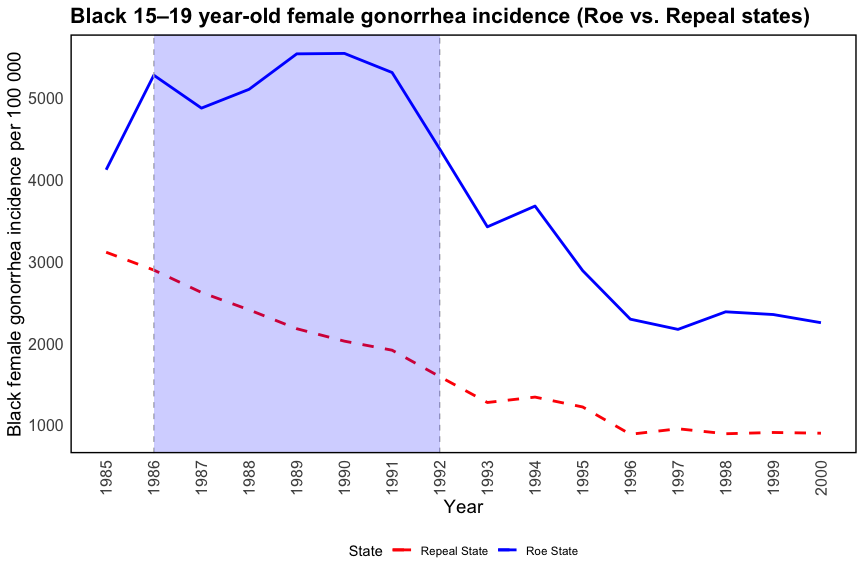 Black 15–19 year-old female gonorrhea incidence (Roe vs. Repeal states)
Black female gonorrhea incidence per 100 000
5000
4000
3000
2000
1000
1985 1986 1987 1988 1989 1990 1991 1992 1993 1994 1995 1996 1997 1998 1999 2000
Year
State Repeal State Roe State